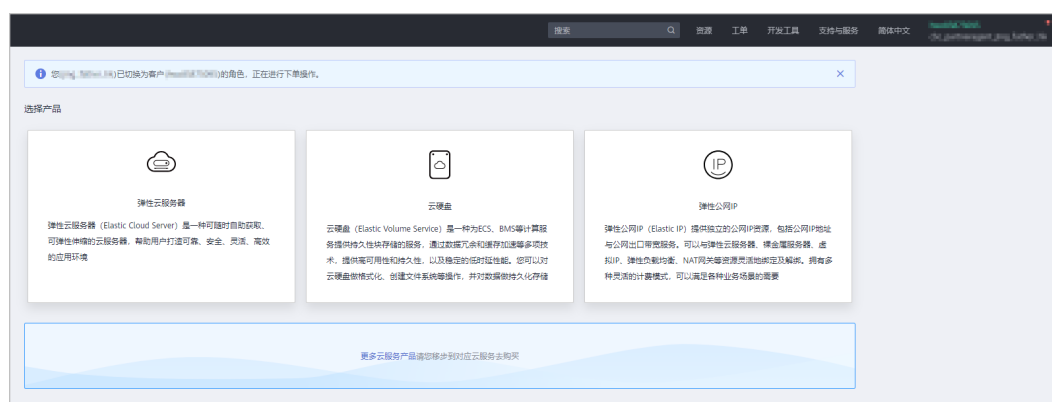 搜索 资源 工单 开发工具 支持与服务 简体中文
您已切换为客户的角色，正在进行下单操作。
选择产品
弹性云服务器
弹性云服务器（Elastic Cloud Server）是一种可随时自助获取、
可弹性伸缩的云服务器，帮助用户打造可靠、安全、灵活、高效
的应用环境
云硬盘
云硬盘（Elastic Volume Service）是一种为ECS、BMS等计算服
务提供持久性块存储的服务，通过数据冗余和缓存加速等多项技
术，提供高可用性和持久性，以及稳定的低时延性能。您可以对
云硬盘做格式化、创建文件系统等操作，并对数据做持久化存储
弹性公网IP
弹性公网IP（Elastic IP）提供独立的公网IP资源，包括公网IP地址
与公网出口带宽服务。可以与弹性云服务器、裸金属服务器、虚
拟IP、弹性负载均衡、NAT网关等资源灵活地绑定及解绑。拥有多
种灵活的计费模式，可以满足各种业务场景的需要
更多云服务产品请您移步到对应云服务去购买